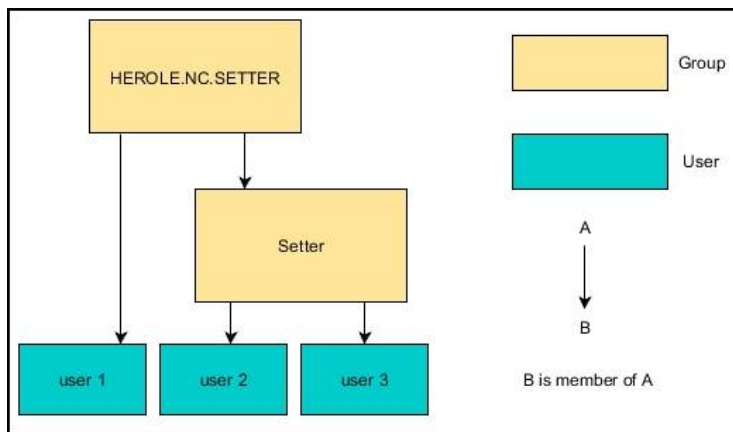 HEROLE.NC.SETTER
Group
User
Setter
A
B
user 1
user 2
user 3
B is member of A